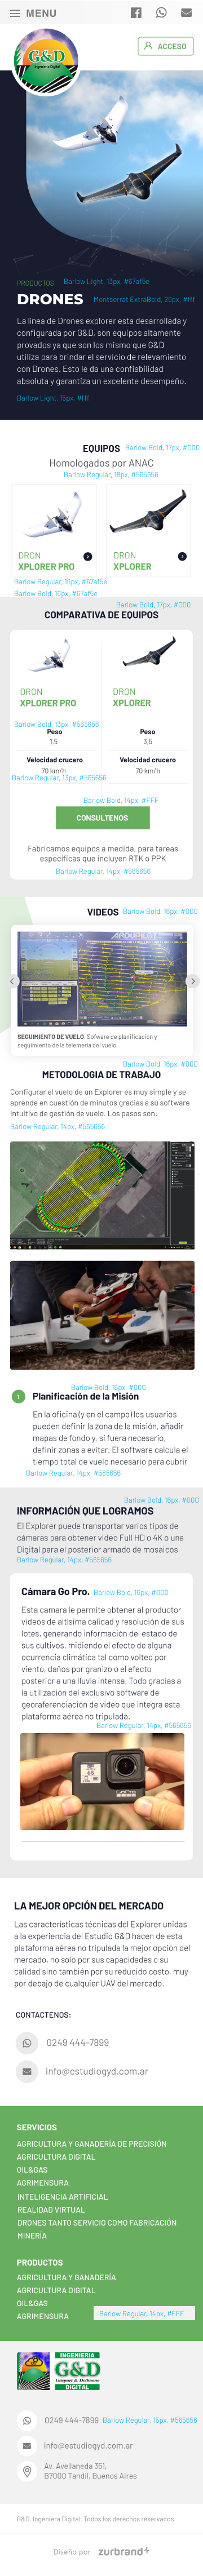 MENU
G&D
Ingeniería Digital
ACCESO
PRODUCTOS
Barlow Light, 13px, #67af5e
DRONES
Montserrat ExtraBold, 26px, #fff
La línea de Drones explorer esta desarrollada y
configurada por G&D, son equipos altamente
provados ya que son los mismo que G&D
utiliza para brindar el servicio de relevamiento
con Drones. Esto le da una confiabilidad
absoluta y garantiza un excelente desempeño.
Barlow Light, 15px, #fff
EQUIPOS
Barlow Bold, 17px, #000
Homologados por ANAC
Barlow Regular, 18px, #565656
DRON
XPLORER PRO
DRON
XPLORER
Barlow Regular, 16px, #67af5e
Barlow Bold, 16px, #67af5e
Barlow Bold, 17px, #000
COMPARATIVA DE EQUIPOS
DRON
XPLORER PRO
DRON
XPLORER
Barlow Bold, 13px, #565656
Peso
1.5
Peso
3.5
Velocidad crucero
70 km/h
Velocidad crucero
70 km/h
Barlow Regular, 13px, #565656
Barlow Bold, 14px, #FFF
CONSULTENOS
Fabricamos equipos a medida, para tareas
especificas que incluyen RTK o PPK
Barlow Regular, 14px, #565656
VIDEOS
Barlow Bold, 16px, #000
SEGUIMIENTO DE VUELO. Software de planificación y
seguimiento de la telemería del vuelo.
Barlow Bold, 16px, #000
METODOLOGIA DE TRABAJO
Configurar el vuelo de un Explorer es muy simple y se
aprende en cuestión de minutos gracias a su software
intuitivo de gestión de vuelo. Los pasos son:
Barlow Regular, 14px, #565656
Barlow Bold, 16px, #000
1
Planificación de la Misión
En la oficina (y en el campo) los usuarios
pueden definir la zona de la misión, añadir
mapas de fondo y, si fuera necesario,
definir zonas a evitar. El software calcula el
tiempo total de vuelo necesario para cubrir
Barlow Regular, 14px, #565656
Barlow Bold, 16px, #000
INFORMACIÓN QUE LOGRAMOS
El Explorer puede transportar varios tipos de
cámaras para obtener video Full HD o 4K o una
Digital para el posterior armado de mosaicos
Barlow Regular, 14px, #565656
Cámara Go Pro.
Barlow Bold, 16px, #000
Esta camara le permite obtener al productor
videos de altisima calidad y resolución de sus
lotes, generando información del estado de
sus cultivos, midiendo el efecto de alguna
ocurrencia climática tal como voleo por
viento, daños por granizo o el efecto
posterior a una lluvia intensa. Todo gracias a
la utilización del exclusivo software de
georaferenciación de video que integra esta
plataforma aérea no tripulada.
Barlow Regular, 14px, #565656
LA MEJOR OPCIÓN DEL MERCADO
Las características técnicas del Explorer unidas
a la experiencia del Estudio G&D hacen de esta
plataforma aérea no tripulada la mejor opción del
mercado, no solo por sus capacidades o su
calidad sino también por su reducido costo, muy
por debajo de cualquier UAV del mercado.
CONTACTENOS:
0249 444-7899
info@estudiogyd.com.ar
SERVICIOS
AGRICULTURA Y GANADERÍA DE PRECISIÓN
AGRICULTURA DIGITAL
OIL&GAS
AGRIMENSURA
INTELIGENCIA ARTIFICIAL
REALIDAD VIRTUAL
DRONES TANTO SERVICIO COMO FABRICACIÓN
MINERÍA
PRODUCTOS
AGRICULTURA Y GANADERÍA
AGRICULTURA DIGITAL
OIL&GAS
AGRIMENSURA
Barlow Regular, 14px, #FFF
INGENIERÍA
G&D
DIGITAL
0249 444-7899
Barlow Regular, 15px, #565656
info@estudiogyd.com.ar
Av. Avellaneda 351,
B7000 Tandil, Buenos Aires
G&D, Ingeniera Digital, Todos los derechos reservados
Diseño por zurbrand